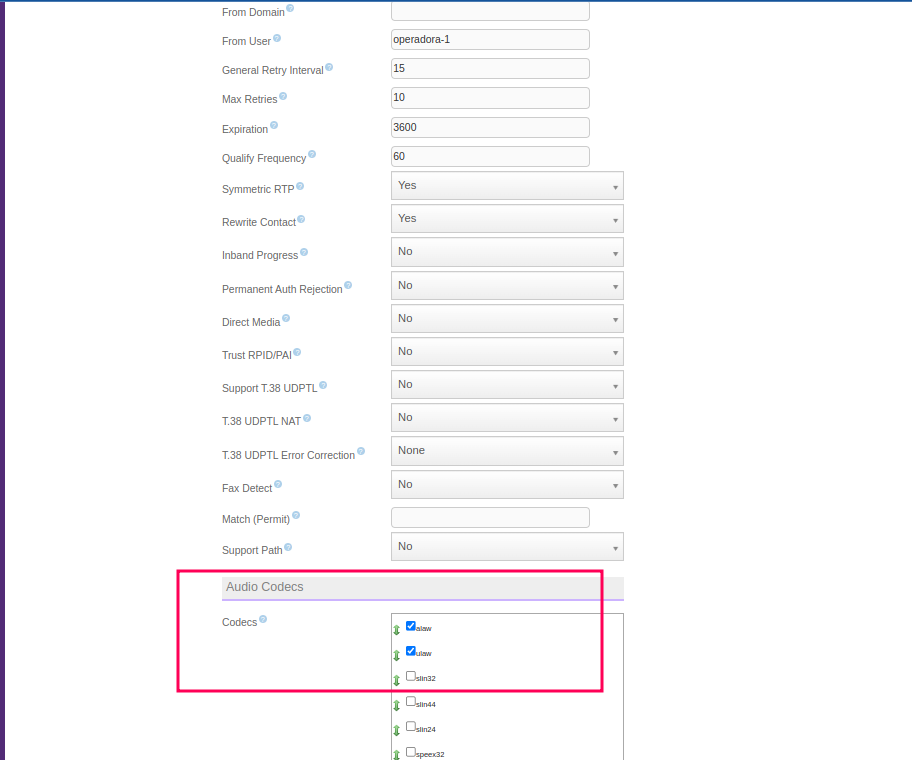 From Domain
From User operadora-1
General Retry Interval 15
Max Retries 10
Expiration 3600
Qualify Frequency 60
Symmetric RTP Yes
Rewrite Contact Yes
Inband Progress No
Permanent Auth Rejection No
Direct Media No
Trust RPID/PAI No
Support T.38 UDPTL No
T.38 UDPTL NAT No
T.38 UDPTL Error Correction None
Fax Detect No
Match (Permit)
Support Path No
Audio Codecs
Codecs
alaw
ulaw
slin32
slin44
slin24
speex32